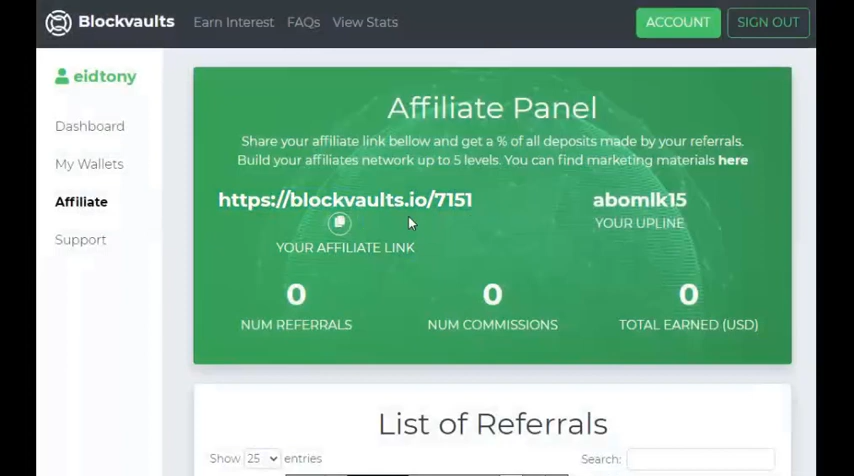 Blockvaults Earn Interest FAQs View Stats ACCOUNT SIGN OUT
eidtony
Dashboard
My Wallets
Affiliate
Support
Affiliate Panel
Share your affiliate link bellow and get a % of all deposits made by your referrals.
Build your affiliates network up to 5 levels. You can find marketing materials here
https://blockvaults.io/7151
YOUR AFFILIATE LINK
abomlk15
YOUR UPLINE
0
NUM REFERRALS
0
NUM COMMISSIONS
0
TOTAL EARNED (USD)
List of Referrals
Show 25 entries
Search: